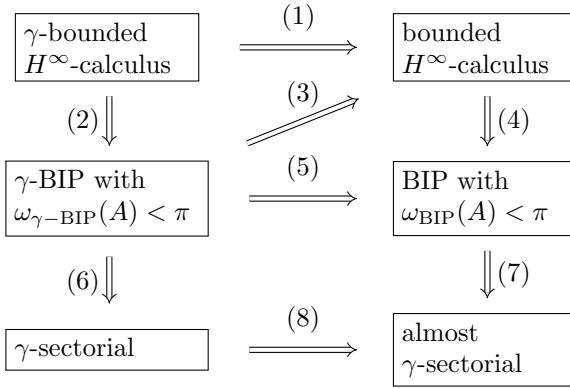 (1)
γ-bounded
H^∞-calculus
bounded
H^∞-calculus
(2)
(3)
(4)
γ-BIP with
ω_{γ−BIP}(A) < π
(5)
BIP with
ω_{BIP}(A) < π
(6)
(7)
γ-sectorial
(8)
almost
γ-sectorial